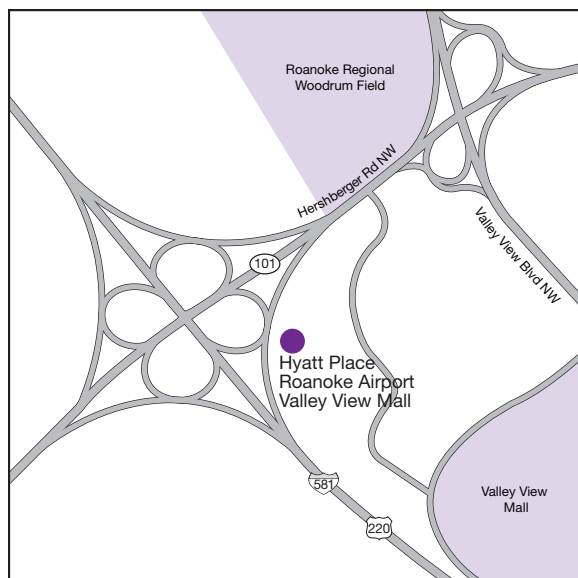 Roanoke Regional
Woodrum Field
Hershberger Rd NW
101
Valley View Blvd NW
Hyatt Place
Roanoke Airport
Valley View Mall
581
220
Valley View
Mall